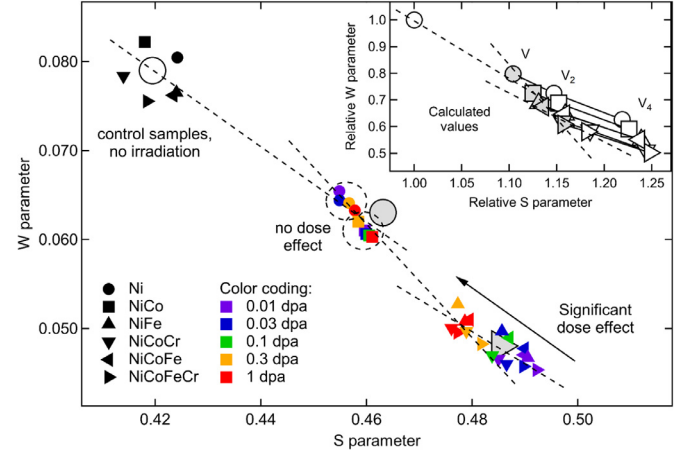 0.080
0.070
0.060
0.050
W parameter
0.42
0.44
0.46
0.48
0.50
S parameter
control samples,
no irradiation
no dose
effect
Significant
dose effect
Ni
NiCo
NiFe
NiCoCr
NiCoFe
NiCoFeCr
Color coding:
0.01 dpa
0.03 dpa
0.1 dpa
0.3 dpa
1 dpa
1.0
0.9
0.8
0.7
0.6
0.5
Relative W parameter
1.00
1.05
1.10
1.15
1.20
1.25
Relative S parameter
V
V₂
V₄
Calculated
values